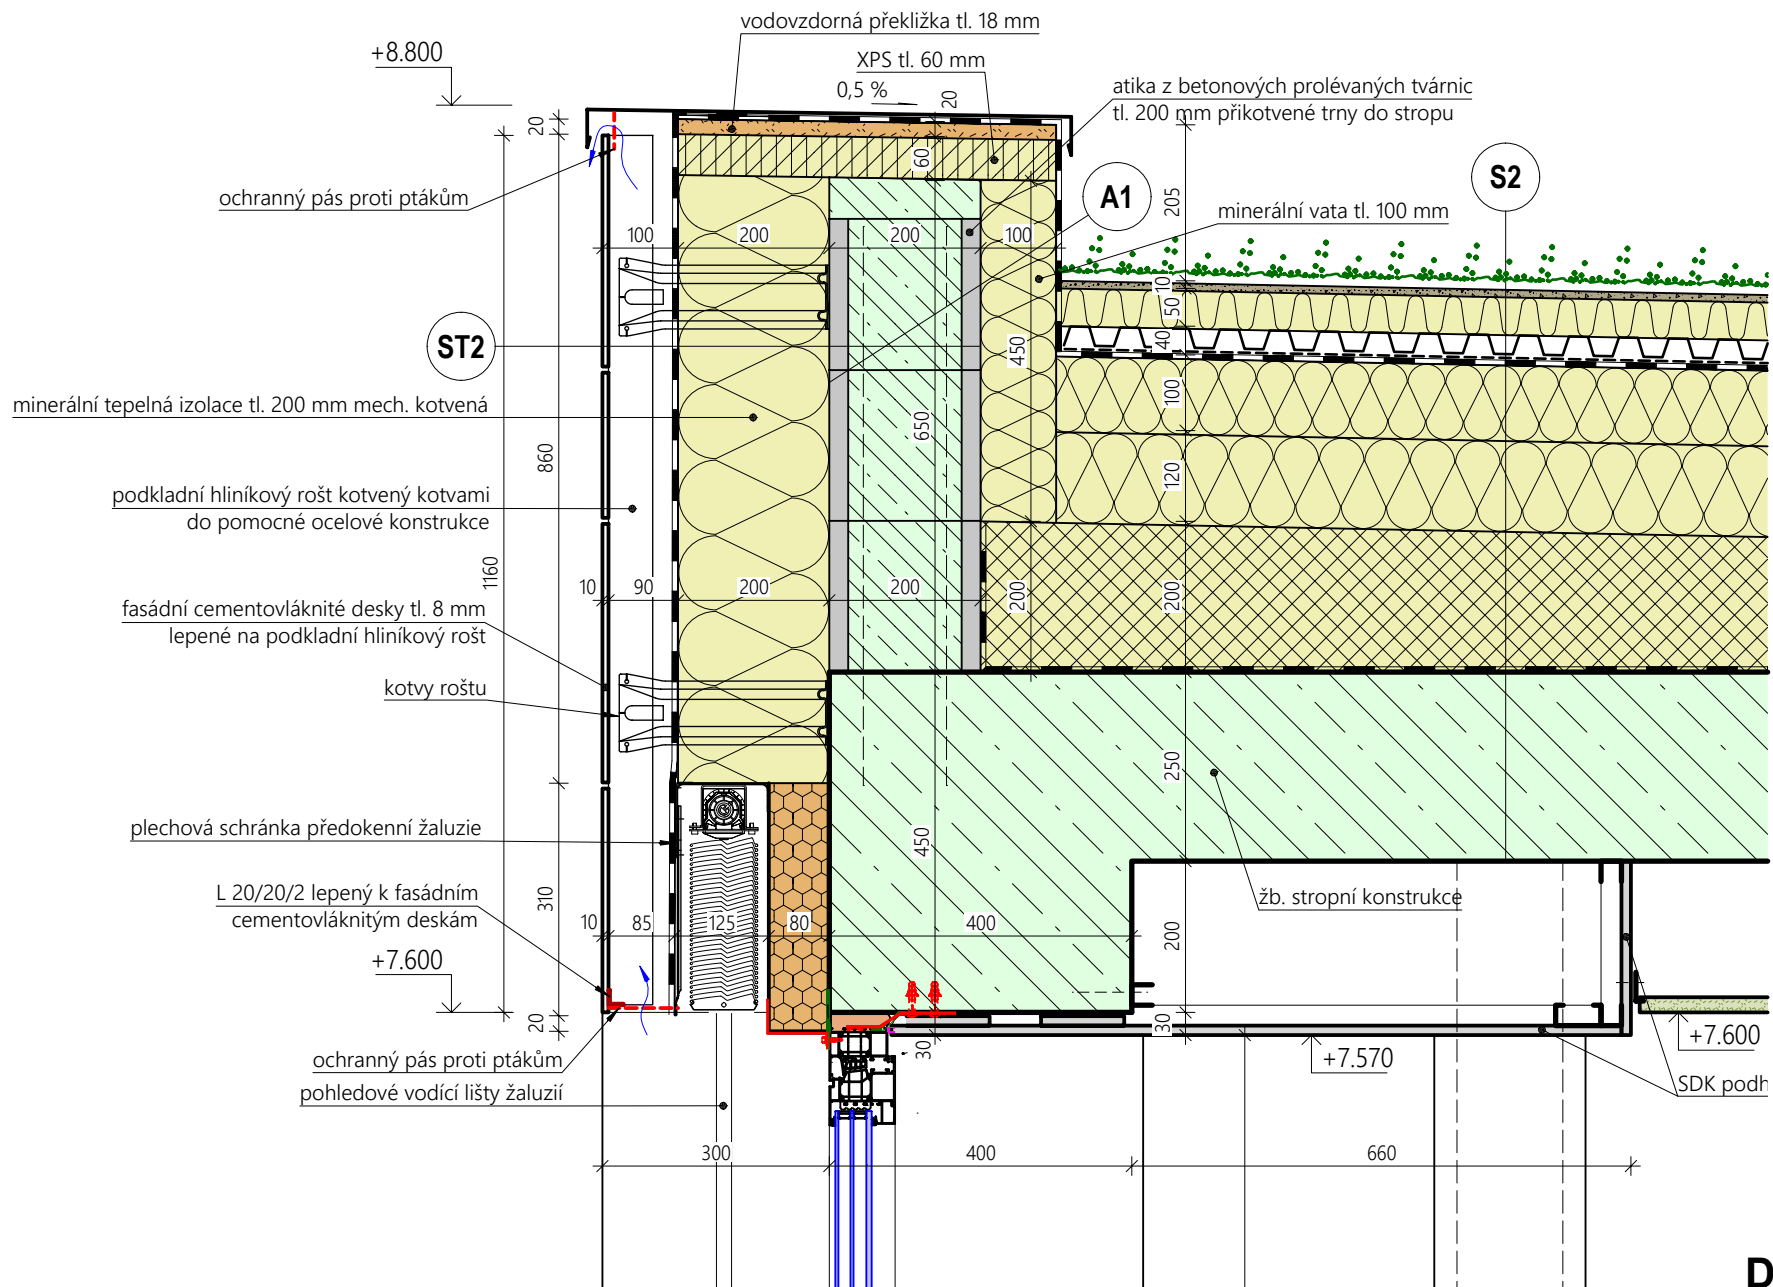 vodovzdorná překližka tl. 18 mm
+8.800
XPS tl. 60 mm
0,5 %
20
atika z betonových prolévaných tvárnic
tl. 200 mm přikotvené trny do stropu
20
60
S2
A1
205
ochranný pás proti ptákům
minerální vata tl. 100 mm
100
200
200
100
10
50
ST2
450
40
minerální tepelná izolace tl. 200 mm mech. kotvená
100
650
860
120
podkladní hliníkový rošt kotvený kotvami
do pomocné ocelové konstrukce
1160
10
90
200
200
200
200
fasádní cementovláknité desky tl. 8 mm
lepené na podkladní hliníkový rošt
kotvy roštu
250
plechová schránka předokenní žaluzie
450
L 20/20/2 lepený k fasádním
cementovláknitým deskám
310
žb. stropní konstrukce
10
85
125
80
400
200
+7.600
20
30
30
+7.600
ochranný pás proti ptákům
+7.570
pohledové vodící lišty žaluzií
SDK podh
300
400
660
D